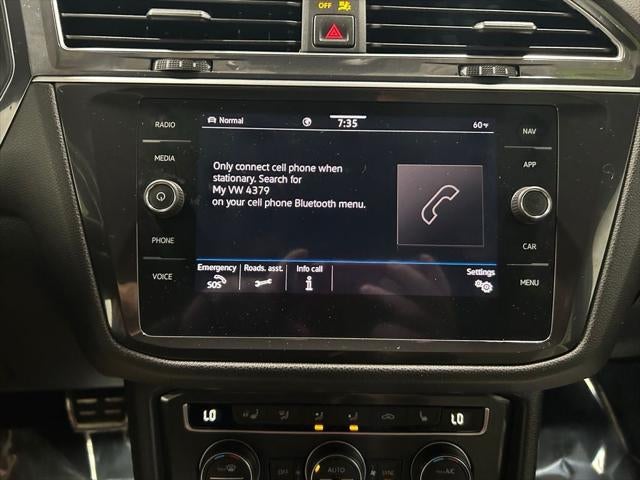 OFF
RADIO
MEDIA
PHONE
VOICE
Normal
7:35
60°F
Only connect cell phone when
stationary. Search for
My VW 4379
on your cell phone Bluetooth menu.
Emergency
SOS
Roads. asst.
Info call
i
Settings
NAV
APP
CAR
MENU
LO
LO
OFF
AUTO
SYNC
A/C